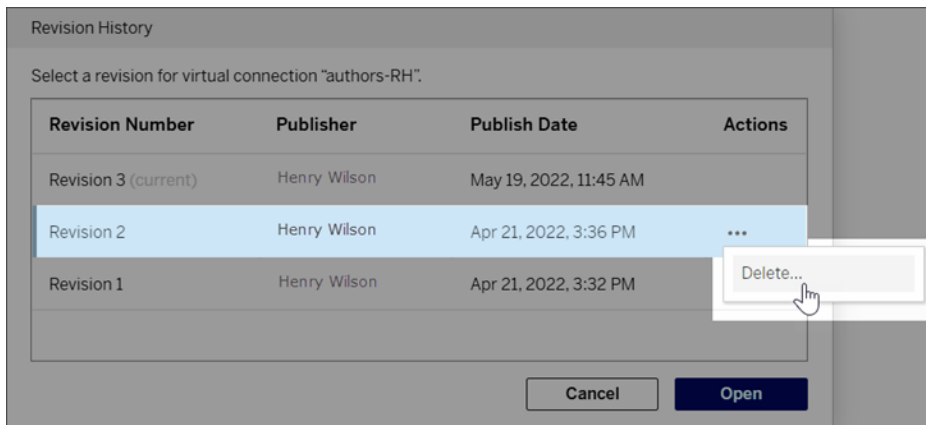 Revision History
Select a revision for virtual connection “authors-RH”.
Revision Number Publisher Publish Date Actions
Revision 3 (current) Henry Wilson May 19, 2022, 11:45 AM
Revision 2 Henry Wilson Apr 21, 2022, 3:36 PM •••
Delete...
Revision 1 Henry Wilson Apr 21, 2022, 3:32 PM
Cancel Open